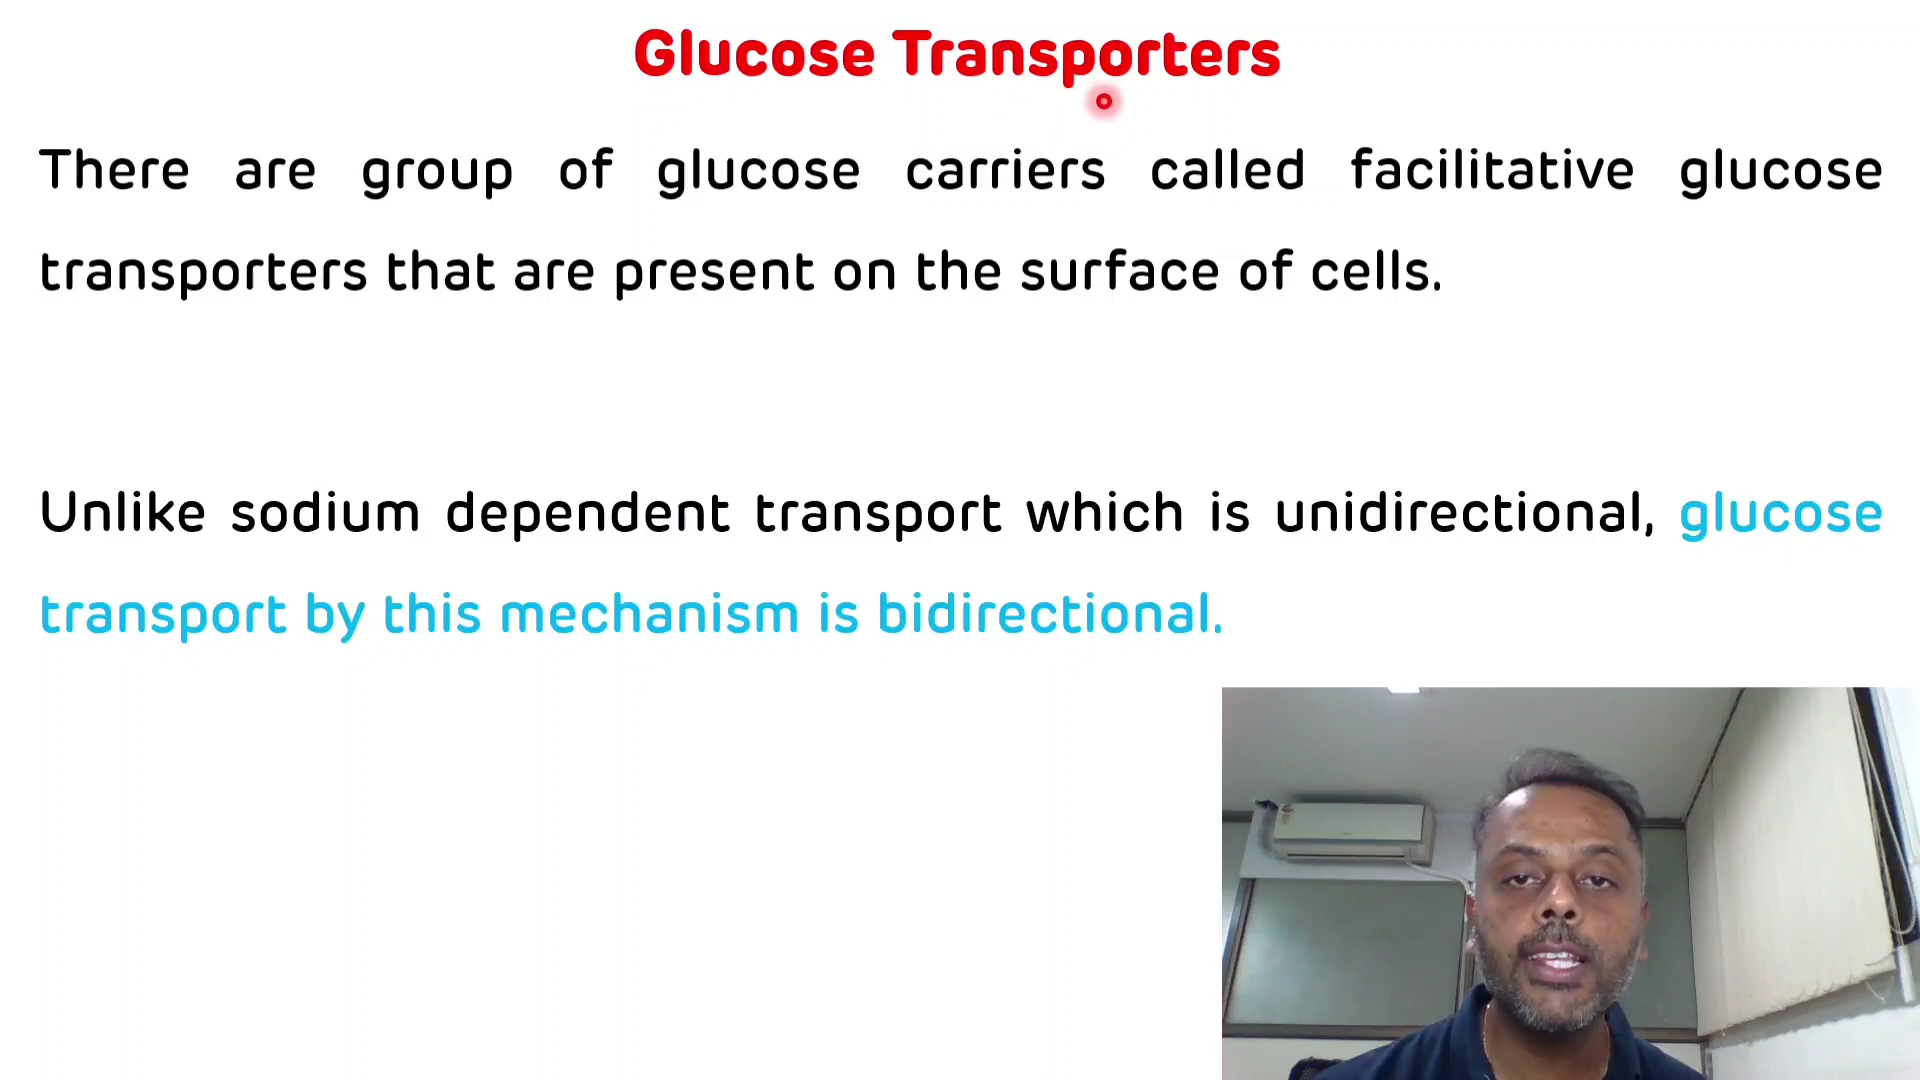 Glucose Transporters
There are group of glucose carriers called facilitative glucose
transporters that are present on the surface of cells.
Unlike sodium dependent transport which is unidirectional, glucose
transport by this mechanism is bidirectional.